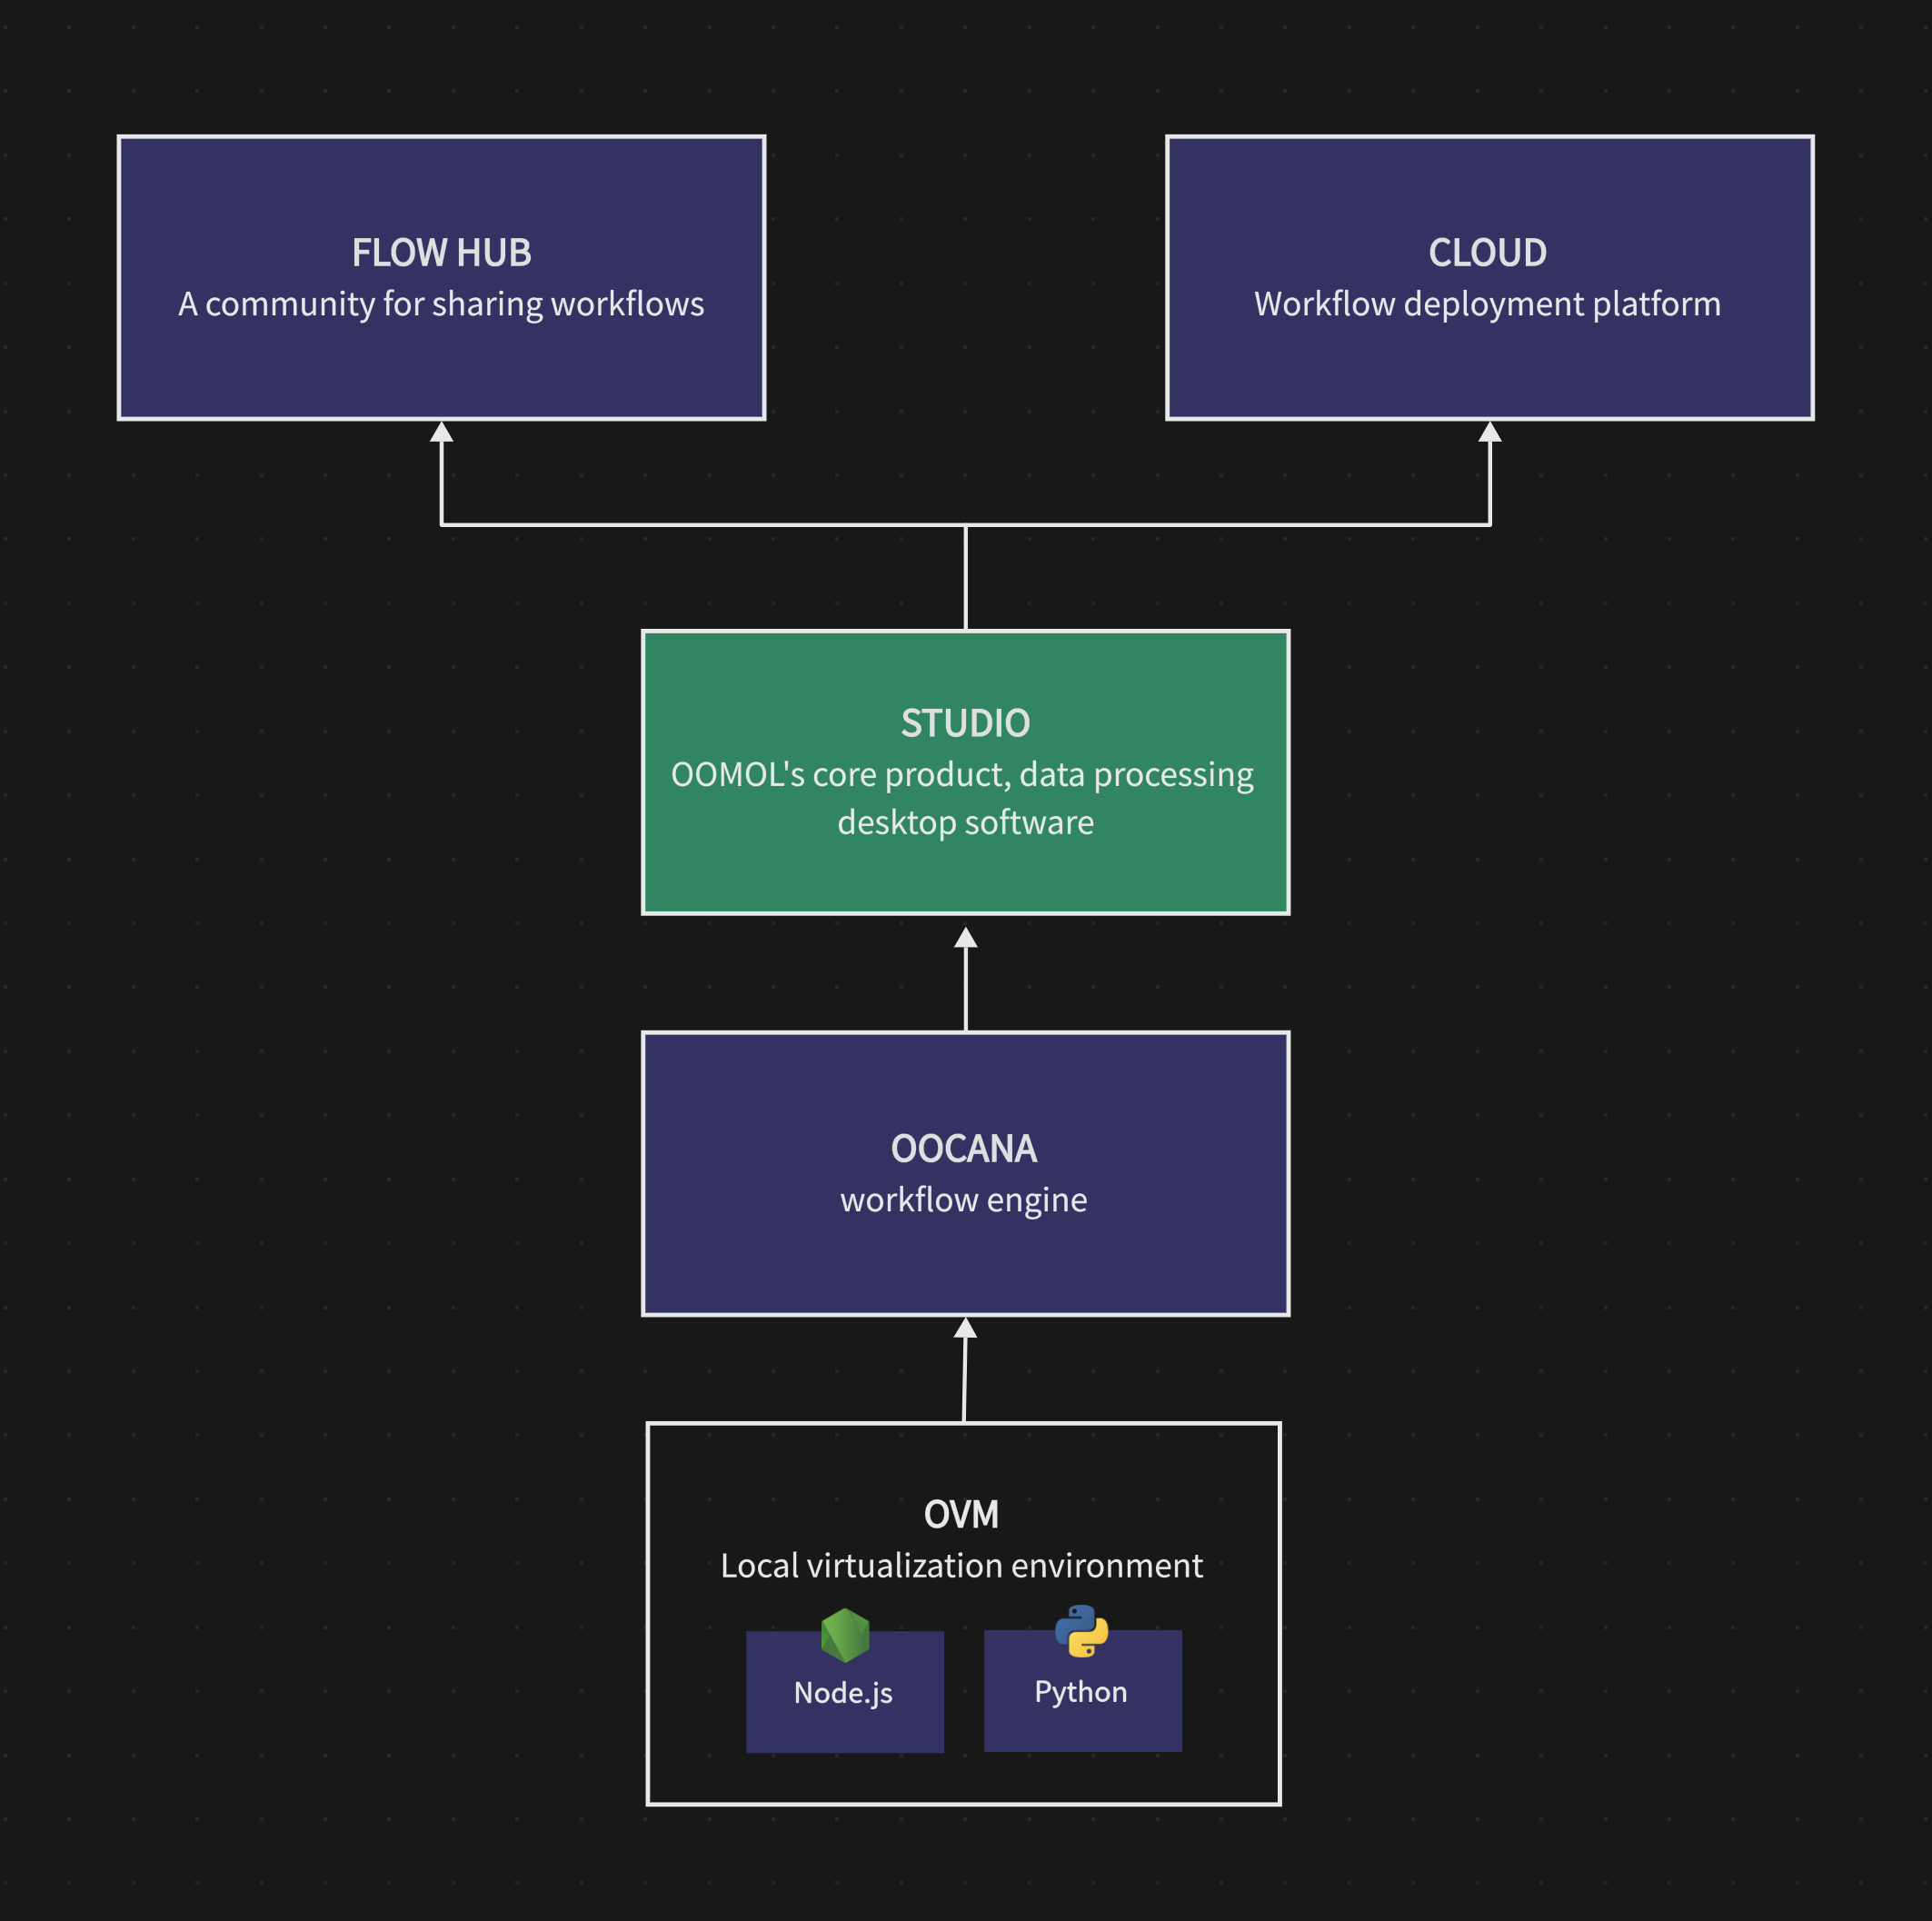 FLOW HUB
A community for sharing workflows
CLOUD
Workflow deployment platform
STUDIO
OOMOL's core product, data processing
desktop software
OOCANA
workflow engine
OVM
Local virtualization environment
Node.js
Python